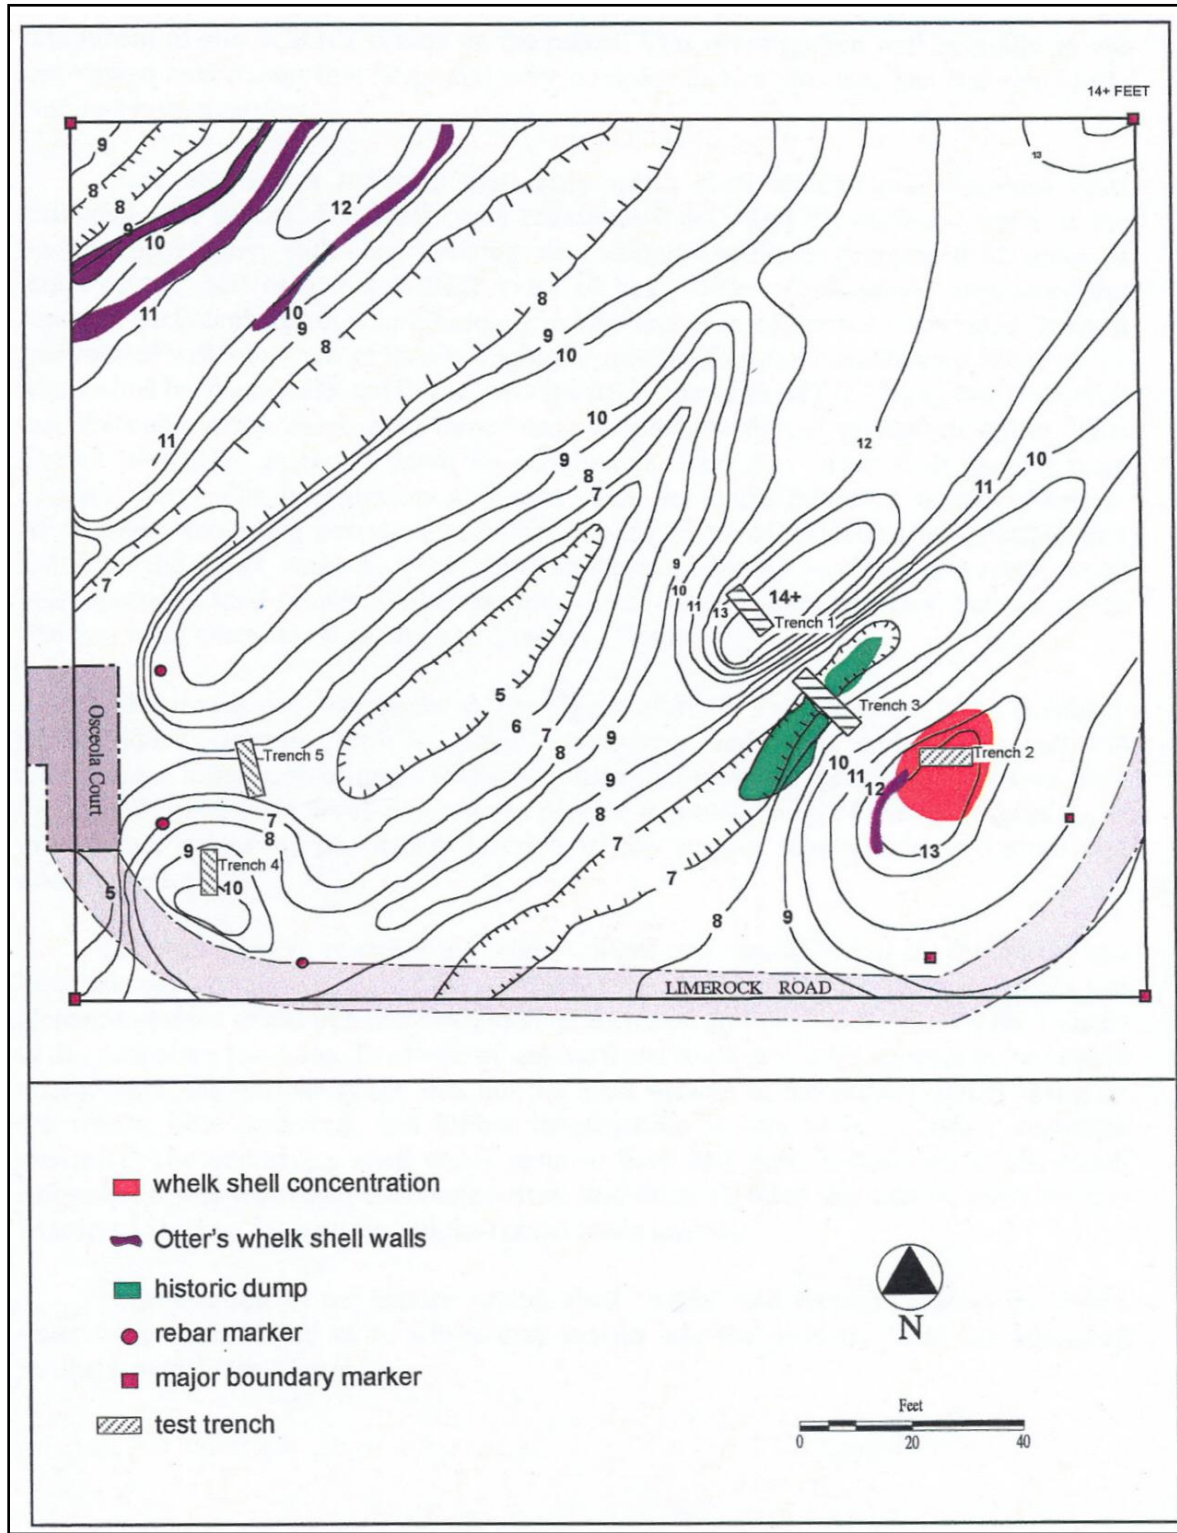 14+ FEET
9
8
8
9
10
12
11
10
9
8
8
9
10
13
11
10
9
8
7
12
10
11
7
9
10
11
13
14+
Trench 1
5
6
7
8
9
Trench 3
Trench 5
Osceola Court
10
11
12
Trench 2
13
9
8
7
7
8
9
Trench 4
10
7
7
5
8
9
LIMEROCK ROAD
whelk shell concentration
Otter's whelk shell walls
historic dump
rebar marker
major boundary marker
test trench
N
Feet
0 20 40